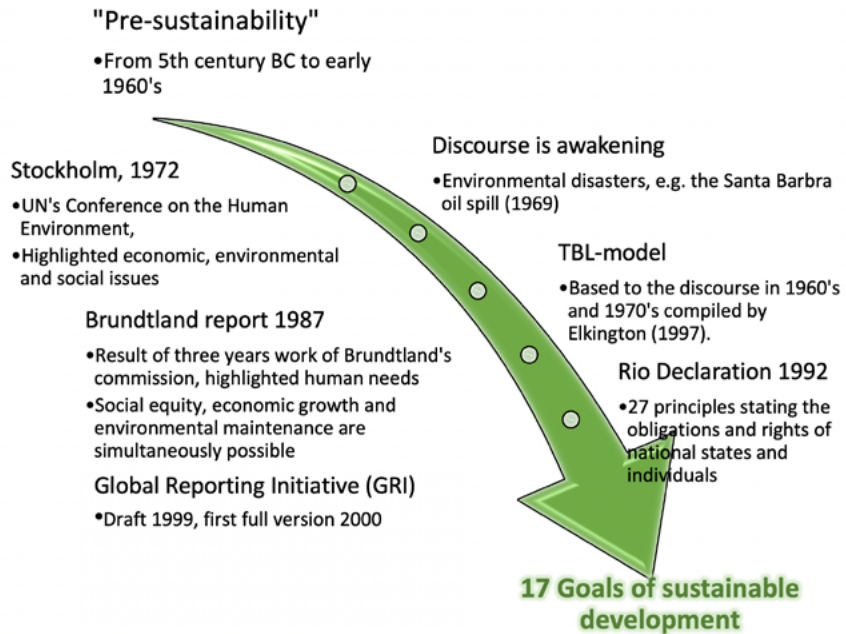 "Pre-sustainability"
•From 5th century BC to early
1960's
Discourse is awakening
•Environmental disasters, e.g. the Santa Barbra
oil spill (1969)
Stockholm, 1972
•UN's Conference on the Human
Environment,
•Highlighted economic, environmental
and social issues
TBL-model
•Based to the discourse in 1960's
and 1970's compiled by
Elkington (1997).
Brundtland report 1987
•Result of three years work of Brundtland's
commission, highlighted human needs
•Social equity, economic growth and
environmental maintenance are
simultaneously possible
Rio Declaration 1992
•27 principles stating the
obligations and rights of
national states and
individuals
Global Reporting Initiative (GRI)
•Draft 1999, first full version 2000
17 Goals of sustainable
development